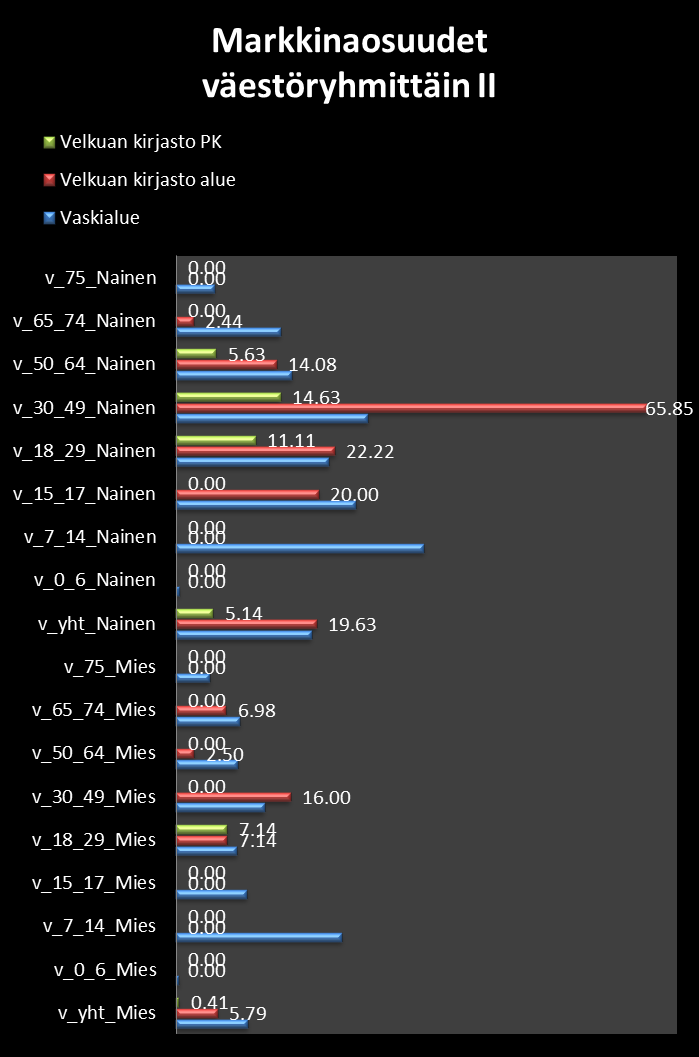 Markkinaosuudet
väestöryhmittäin II
Velkuan kirjasto PK
Velkuan kirjasto alue
Vaskialue
v_75_Nainen 0.00
0.00
v_65_74_Nainen 0.00
2.44
v_50_64_Nainen 5.63
14.08
v_30_49_Nainen 14.63
65.85
v_18_29_Nainen 11.11
22.22
v_15_17_Nainen 0.00
20.00
v_7_14_Nainen 0.00
0.00
v_0_6_Nainen 0.00
0.00
v_yht_Nainen 5.14
19.63
v_75_Mies 0.00
0.00
v_65_74_Mies 0.00
6.98
v_50_64_Mies 0.00
2.50
v_30_49_Mies 0.00
16.00
v_18_29_Mies 7.14
7.14
v_15_17_Mies 0.00
0.00
v_7_14_Mies 0.00
0.00
v_0_6_Mies 0.00
0.00
v_yht_Mies 0.41
5.79